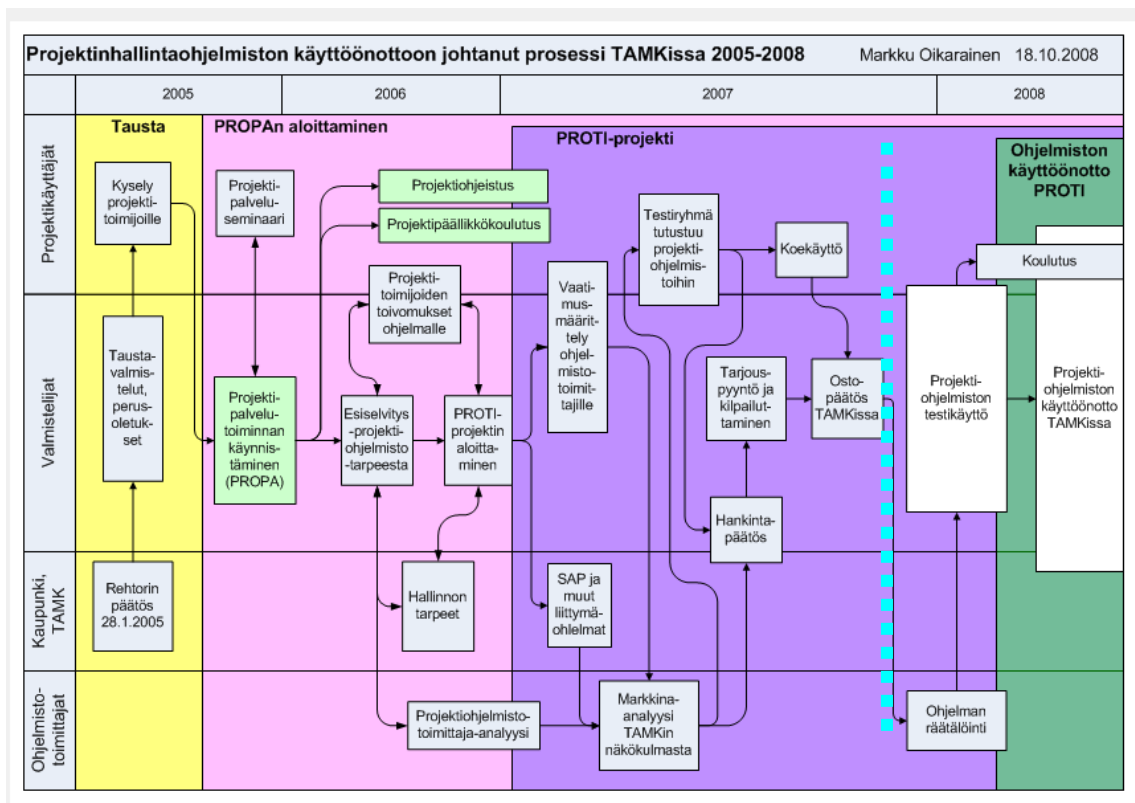 Projektinhallintaohjelmiston käyttöönottoon johtanut prosessi TAMKissa 2005-2008
Markku Oikarainen 18.10.2008
2005
2006
2007
2008
Projektikäyttäjät
Valmistelijat
Kaupunki,
TAMK
Ohjelmisto-
toimittajat
Tausta
PROPAn aloittaminen
PROTI-projekti
Ohjelmiston
käyttöönotto
PROTI
Kysely
projekti-
toimijoille
Tausta-
valmis-
telut,
perus-
oletuk-
set
Rehtorin
päätös
28.1.2005
Projekti-
palvelu-
seminaari
Projekti-
palvelu-
toiminnan
käynnis-
täminen
(PROPA)
Projektiohjeistus
Projektipäällikkökoulutus
Projekti-
toimijoiden
toivomukset
ohjelmalle
Esiselvitys
-projekti-
ohjelmisto
-tarpeesta
PROTI-
projektin
aloitta-
minen
Hallinnon
tarpeet
Projektiohjelmisto-
toimittaja-analyysi
Vaati-
mus-
määrit-
tely
ohjel-
misto-
toimit-
tajille
SAP ja
muut
liittymä-
ohlelmat
Markkina-
analyysi
TAMKin
näkökulmasta
Testiryhmä
tutustuu
projekti-
ohjelmis-
toihin
Koekäyttö
Tarjous-
pyyntö ja
kilpailut-
taminen
Hankinta-
päätös
Osto-
päätös
TAMKissa
Projekti-
ohjelmiston
testikäyttö
Ohjelman
räätälöinti
Koulutus
Projekti-
ohjelmiston
käyttöönotto
TAMKissa